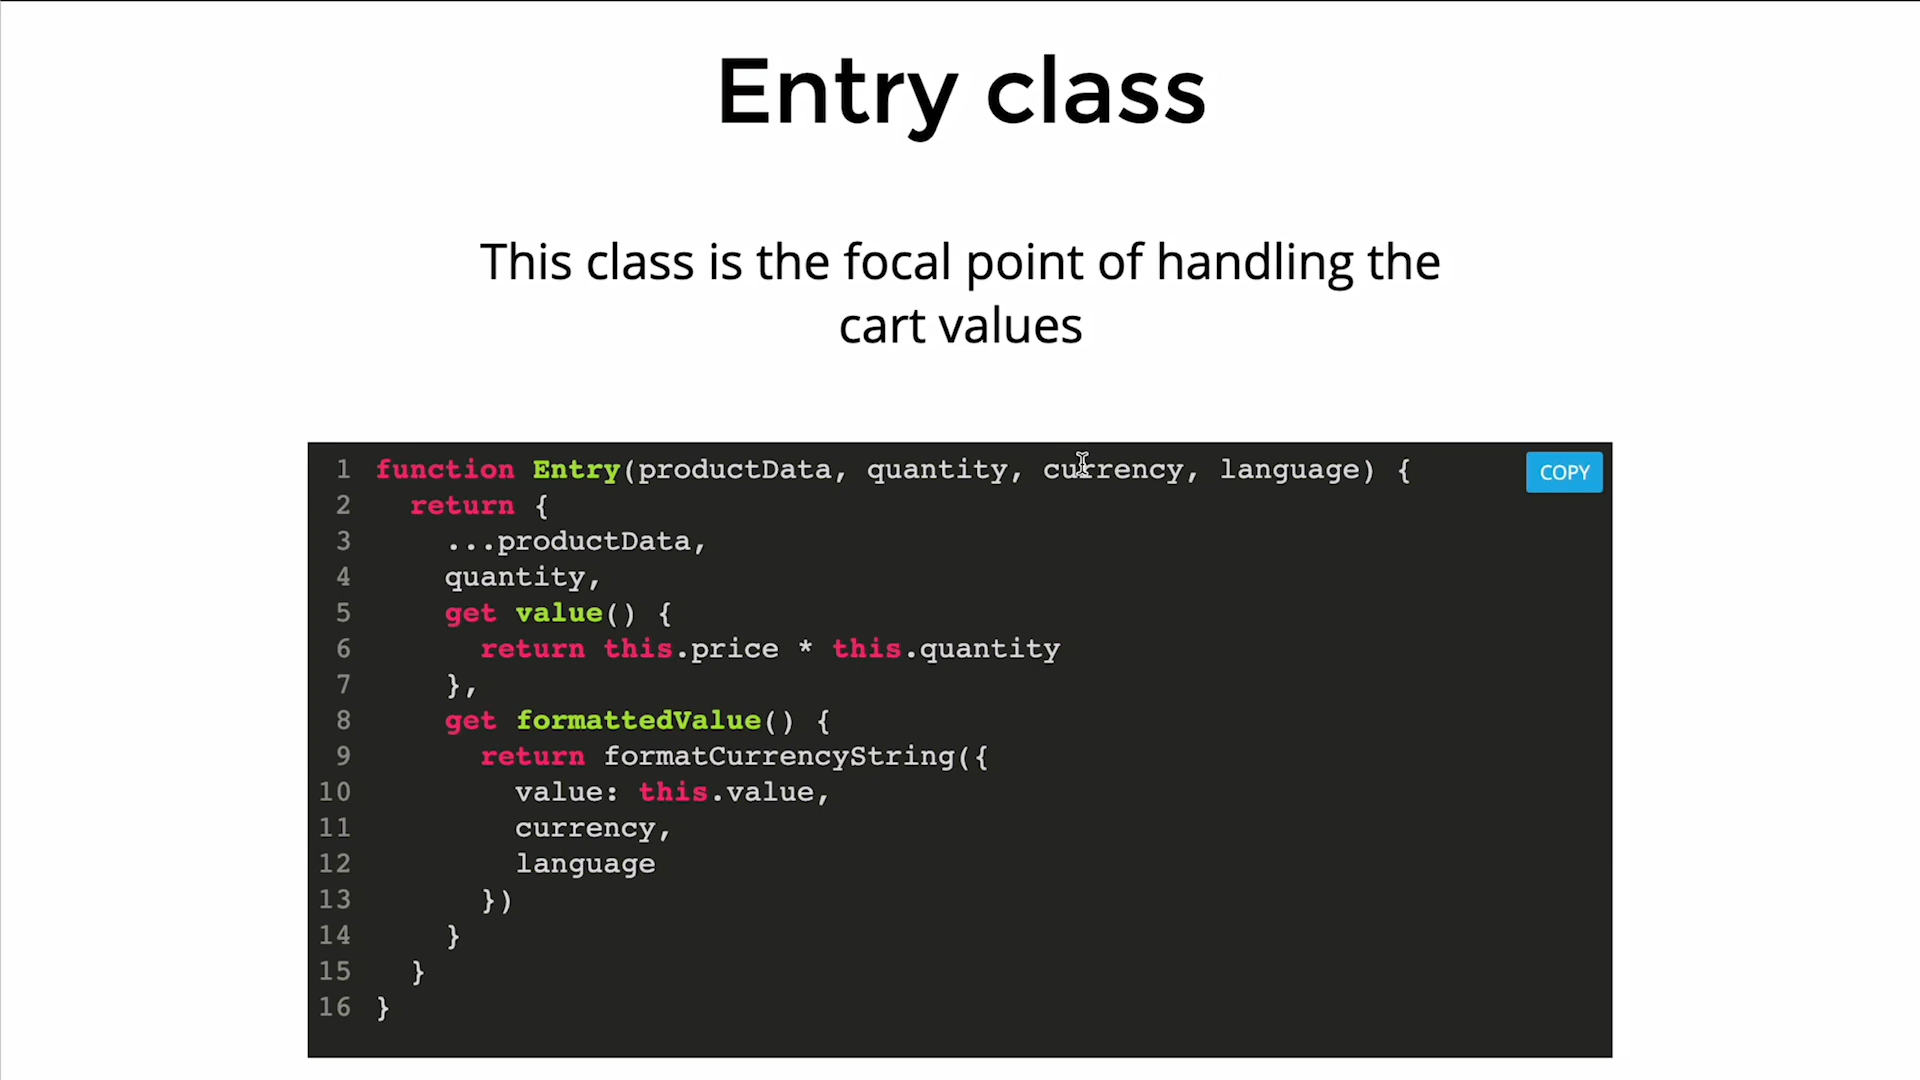 Entry class
This class is the focal point of handling the
cart values
1 function Entry(productData, quantity, currency, language) {
COPY
2   return {
3     ...productData,
4     quantity,
5     get value() {
6       return this.price * this.quantity
7     },
8     get formattedValue() {
9       return formatCurrencyString({
10         value: this.value,
11         currency,
12         language
13       })
14     }
15   }
16 }